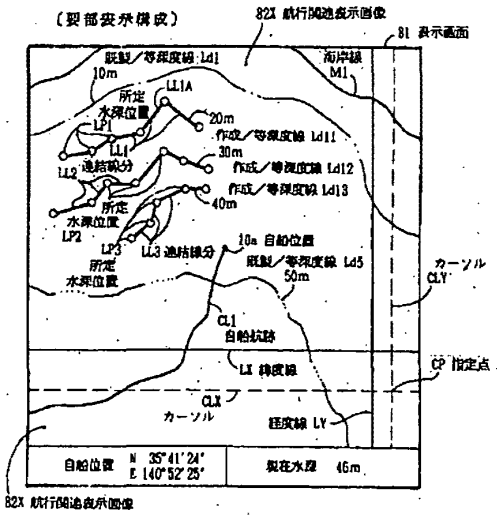 〔要部表示構成〕
82X 航行関連表示画像
81 表示画面
既製／等深度線 Ld1
海岸線
M1
10m
所定
水深位置
LL1A
LP1
20m
LL1
作成／等深度線 Ld11
LL2
連結線分
30m
作成／等深度線 Ld12
作成／等深度線 Ld13
所定
水深位置
40m
LP2
LP3
LL3 連結線分
所定
水深位置
10a 自船位置
既製／等深度線 Ld5
50m
カーソル
CLY
CL1
自船航跡
LX 緯度線
CP 指定点
CLX
カーソル
経度線 LY
自船位置
N 35°41'24"
E 140°52'25"
現在水深 46m
82X 航行関連表示画像